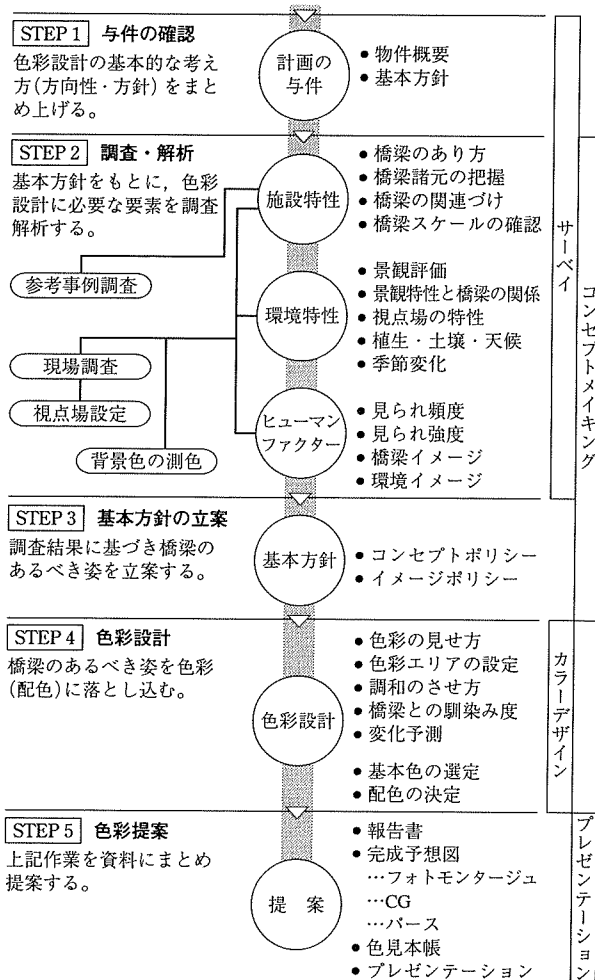 STEP 1 与件の確認
色彩設計の基本的な考え
方(方向性・方針)をまと
め上げる。
計画の
与件
● 物件概要
● 基本方針
STEP 2 調査・解析
基本方針をもとに，色彩
設計に必要な要素を調査
解析する。
施設特性
● 橋梁のあり方
● 橋梁諸元の把握
● 橋梁の関連づけ
● 橋梁スケールの確認
参考事例調査
環境特性
● 景観評価
● 景観特性と橋梁の関係
● 視点場の特性
● 植生・土壌・天候
● 季節変化
現場調査
視点場設定
背景色の測色
ヒューマン
ファクター
● 見られ頻度
● 見られ強度
● 橋梁イメージ
● 環境イメージ
サーベイ
コンセプトメイキング
STEP 3 基本方針の立案
調査結果に基づき橋梁の
あるべき姿を立案する。
基本方針
● コンセプトポリシー
● イメージポリシー
STEP 4 色彩設計
橋梁のあるべき姿を色彩
(配色)に落とし込む。
色彩設計
● 色彩の見せ方
● 色彩エリアの設定
● 調和のさせ方
● 橋梁との馴染み度
● 変化予測
● 基本色の選定
● 配色の決定
カラーデザイン
STEP 5 色彩提案
上記作業を資料にまとめ
提案する。
提 案
● 報告書
● 完成予想図
…フォトモンタージュ
…CG
…パース
● 色見本帳
● プレゼンテーション
プレゼンテーション